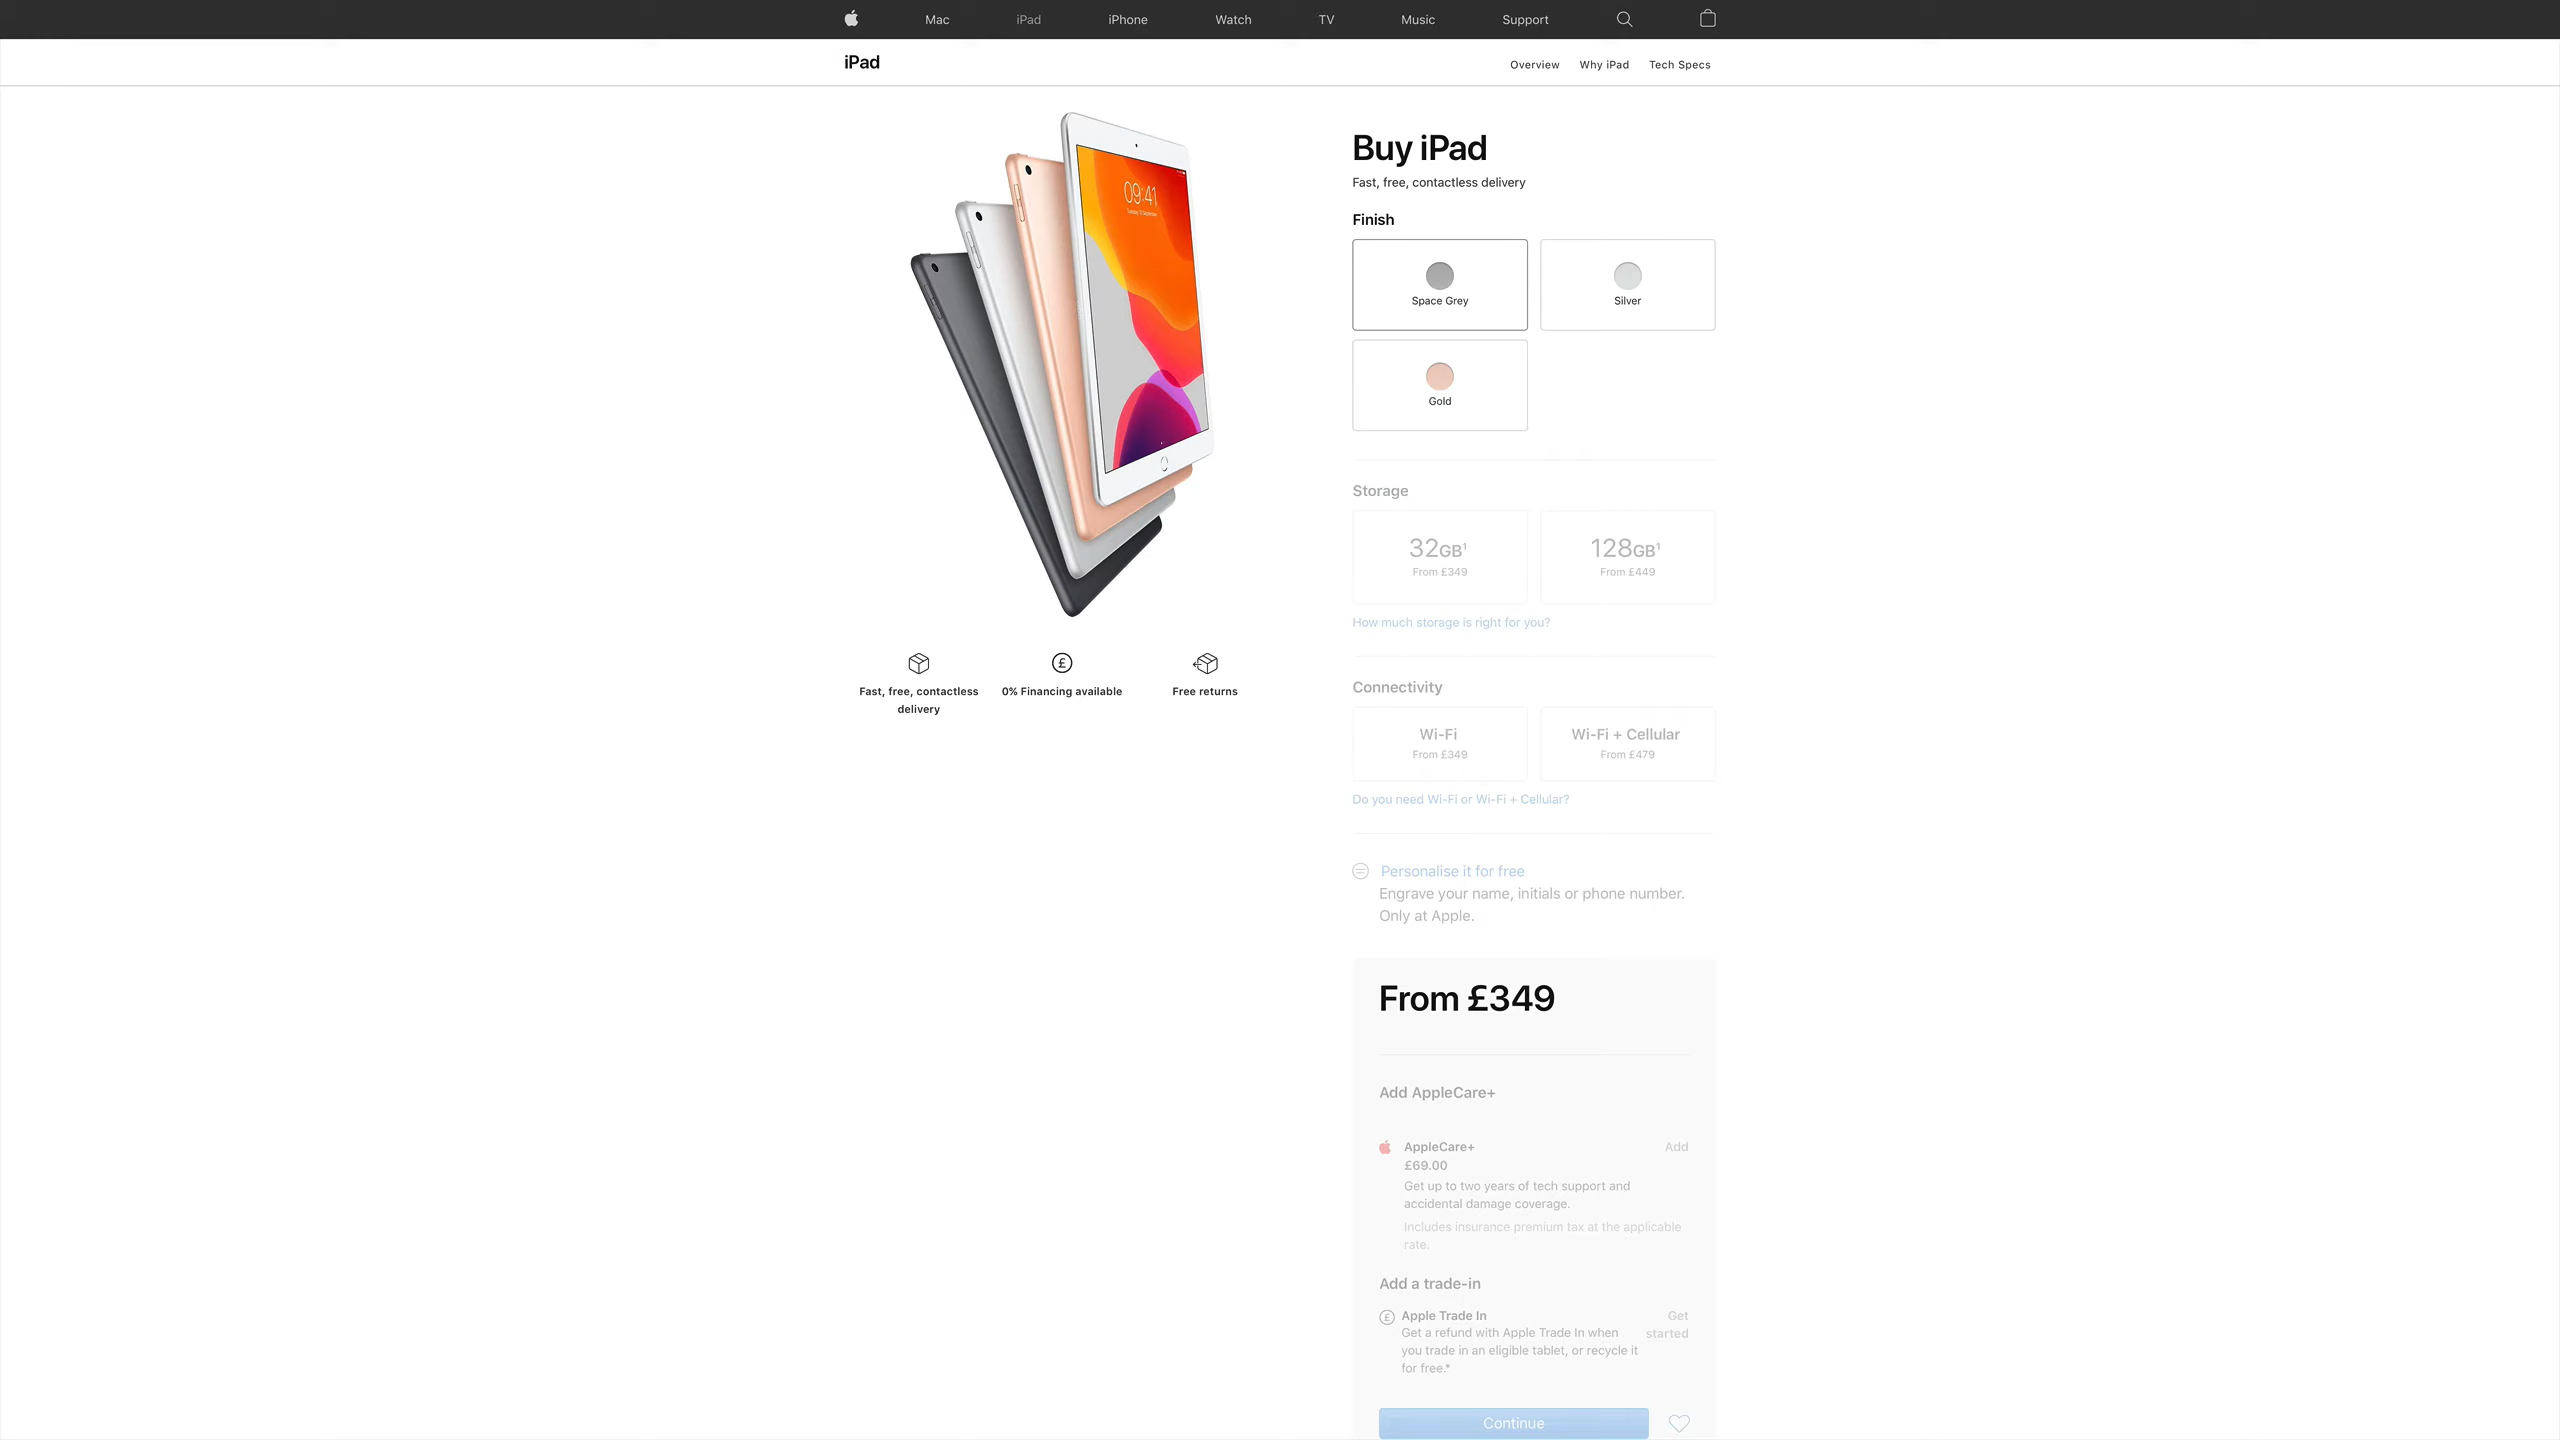 Mac
iPad
iPhone
Watch
TV
Music
Support
iPad
Overview
Why iPad
Tech Specs
09:41
Buy iPad
Fast, free, contactless delivery
Finish
Space Grey
Silver
Gold
Storage
32GB¹
From £349
128GB¹
From £449
How much storage is right for you?
Fast, free, contactless
delivery
£
0% Financing available
Free returns
Connectivity
Wi-Fi
From £349
Wi-Fi + Cellular
From £479
Do you need Wi-Fi or Wi-Fi + Cellular?
Personalise it for free
Engrave your name, initials or phone number.
Only at Apple.
From £349
Add AppleCare+
AppleCare+
Add
£69.00
Get up to two years of tech support and
accidental damage coverage.
Includes insurance premium tax at the applicable
rate.
Add a trade-in
£
Apple Trade In
Get
started
Get a refund with Apple Trade In when
you trade in an eligible tablet, or recycle it
for free.*
Continue